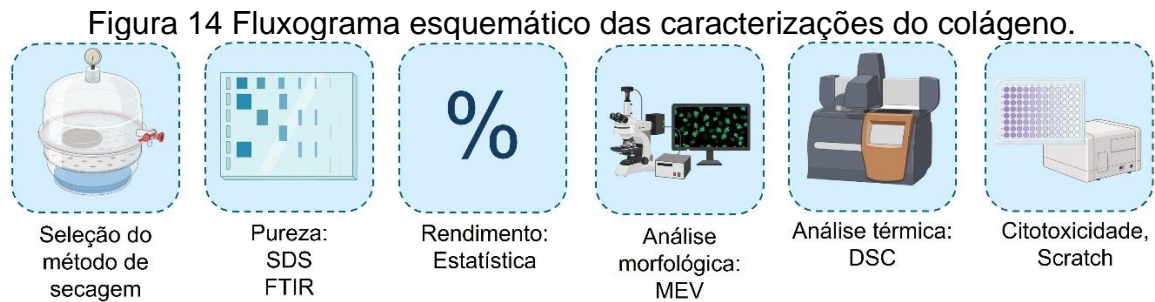 Figura 14 Fluxograma esquemático das caracterizações do colágeno.
%
Seleção do
método de
secagem
Pureza:
SDS
FTIR
Rendimento:
Estatística
Análise
morfológica:
MEV
Análise térmica:
DSC
Citotoxicidade,
Scratch